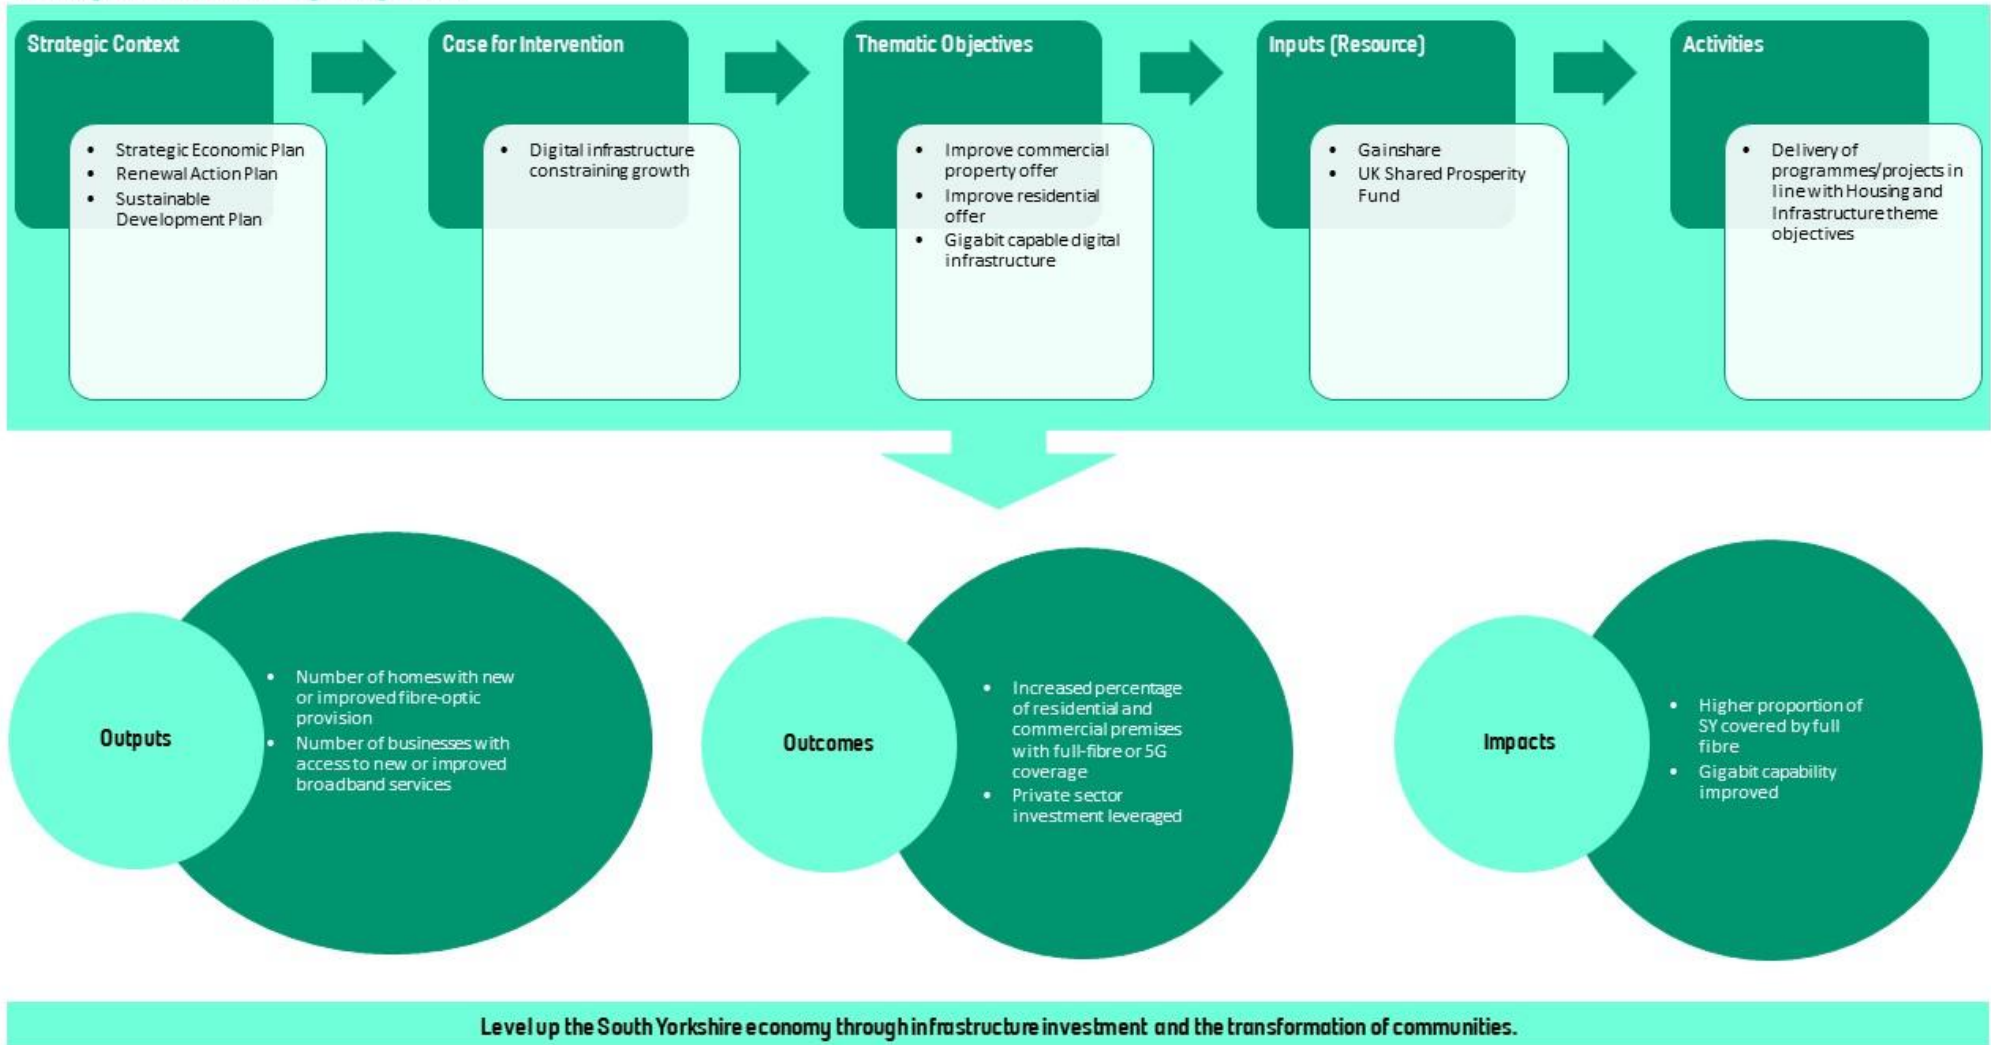 Strategic Context
• Strategic Economic Plan
• Renewal Action Plan
• Sustainable
Development Plan
Case for Intervention
• Digital infrastructure
constraining growth
Thematic Objectives
• Improve commercial
property offer
• Improve residential
offer
• Gigabit capable digital
infrastructure
Inputs (Resource)
• Gainshare
• UK Shared Prosperity
Fund
Activities
• Delivery of
programmes/projects in
line with Housing and
Infrastructure theme
objectives
Outputs
• Number of homes with new
or improved fibre-optic
provision
• Number of businesses with
access to new or improved
broadband services
Outcomes
• Increased percentage
of residential and
commercial premises
with full-fibre or 5G
coverage
• Private sector
investment leveraged
Impacts
• Higher proportion of
SY covered by full
fibre
• Gigabit capability
improved
Level up the South Yorkshire economy through infrastructure investment and the transformation of communities.